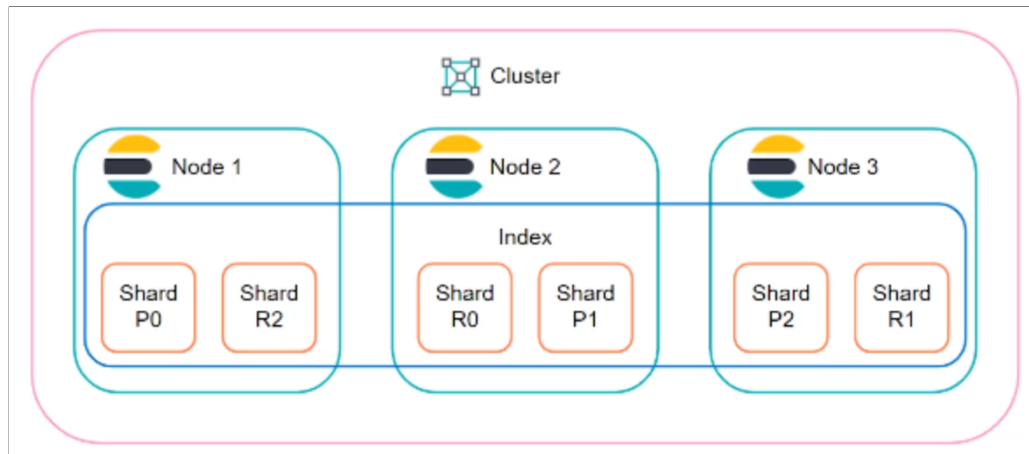 Cluster
Node 1
Node 2
Node 3
Index
Shard
P0
Shard
R2
Shard
R0
Shard
P1
Shard
P2
Shard
R1